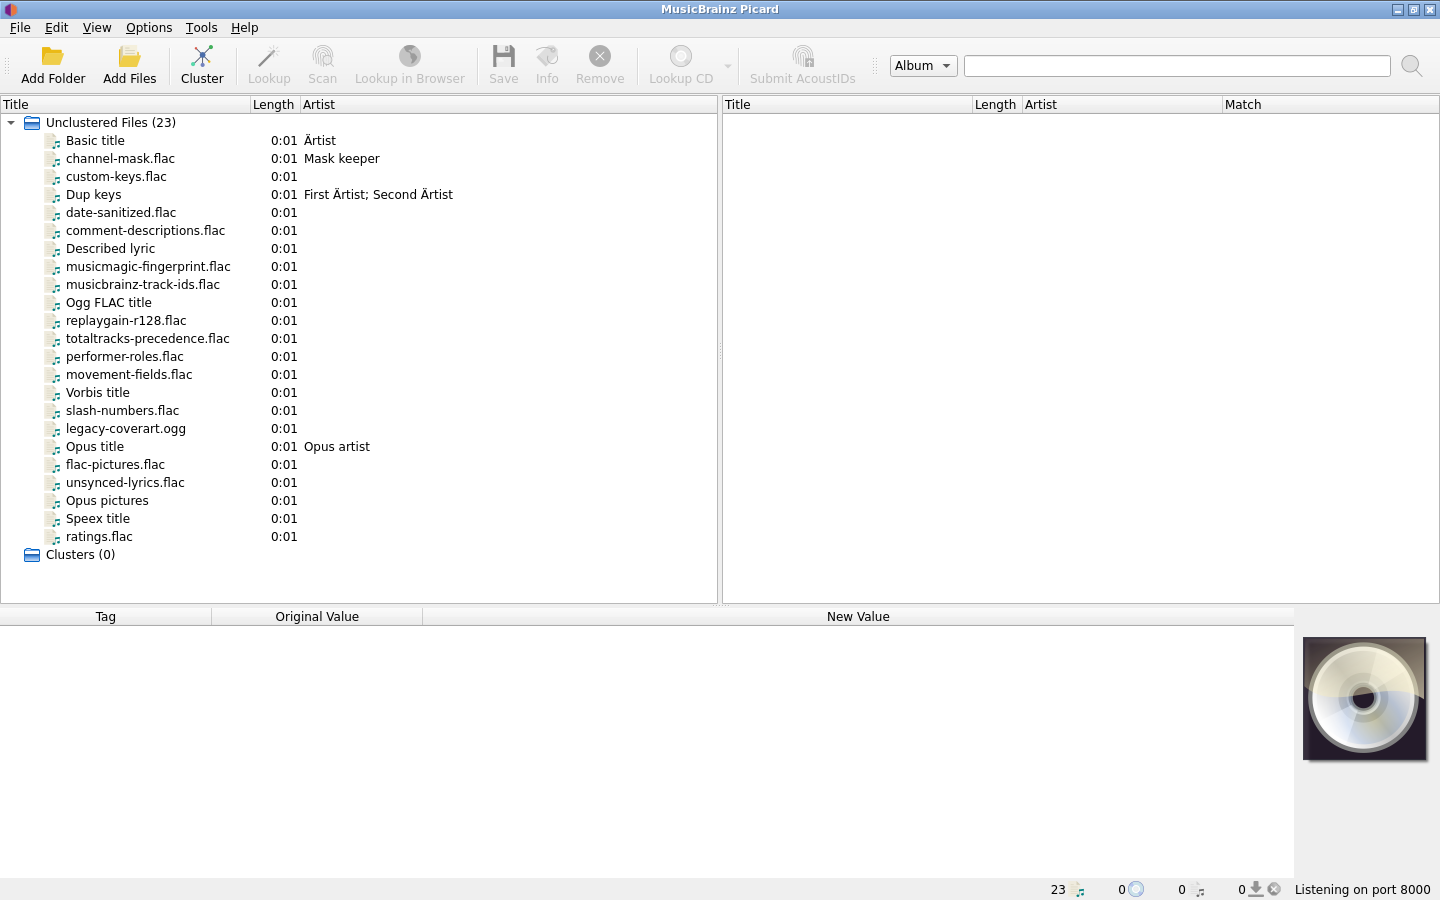 MusicBrainz Picard
File Edit View Options Tools Help
Add Folder Add Files Cluster Lookup Scan Lookup in Browser Save Info Remove Lookup CD Submit AcoustIDs Album
Title Length Artist Title Length Artist Match
Unclustered Files (23)
Basic title 0:01 Ärtist
channel-mask.flac 0:01 Mask keeper
custom-keys.flac 0:01
Dup keys 0:01 First Ärtist; Second Ärtist
date-sanitized.flac 0:01
comment-descriptions.flac 0:01
Described lyric 0:01
musicmagic-fingerprint.flac 0:01
musicbrainz-track-ids.flac 0:01
Ogg FLAC title 0:01
replaygain-r128.flac 0:01
totaltracks-precedence.flac 0:01
performer-roles.flac 0:01
movement-fields.flac 0:01
Vorbis title 0:01
slash-numbers.flac 0:01
legacy-coverart.ogg 0:01
Opus title 0:01 Opus artist
flac-pictures.flac 0:01
unsynced-lyrics.flac 0:01
Opus pictures 0:01
Speex title 0:01
ratings.flac 0:01
Clusters (0)
Tag Original Value New Value
23 0 0 0 Listening on port 8000